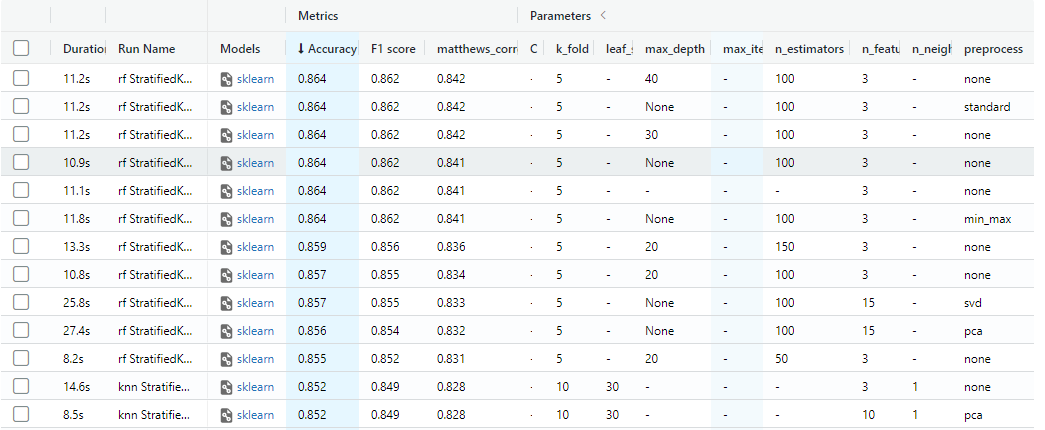 Metrics Parameters <
Duratio Run Name Models ↓ Accuracy F1 score matthews_corr C k_fold leaf_s max_depth max_ite n_estimators n_featu n_neigh preprocess
11.2s rf StratifiedK... sklearn 0.864 0.862 0.842 - 5 - 40 - 100 3 - none
11.2s rf StratifiedK... sklearn 0.864 0.862 0.842 - 5 - None - 100 3 - standard
11.2s rf StratifiedK... sklearn 0.864 0.862 0.842 - 5 - 30 - 100 3 - none
10.9s rf StratifiedK... sklearn 0.864 0.862 0.841 - 5 - None - 100 3 - none
11.1s rf StratifiedK... sklearn 0.864 0.862 0.841 - 5 - - - - 3 - none
11.8s rf StratifiedK... sklearn 0.864 0.862 0.841 - 5 - None - 100 3 - min_max
13.3s rf StratifiedK... sklearn 0.859 0.856 0.836 - 5 - 20 - 150 3 - none
10.8s rf StratifiedK... sklearn 0.857 0.855 0.834 - 5 - 20 - 100 3 - none
25.8s rf StratifiedK... sklearn 0.857 0.855 0.833 - 5 - None - 100 15 - svd
27.4s rf StratifiedK... sklearn 0.856 0.854 0.832 - 5 - None - 100 15 - pca
8.2s rf StratifiedK... sklearn 0.855 0.852 0.831 - 5 - 20 - 50 3 - none
14.6s knn Stratifie... sklearn 0.852 0.849 0.828 - 10 30 - - - 3 1 none
8.5s knn Stratifie... sklearn 0.852 0.849 0.828 - 10 30 - - - 10 1 pca